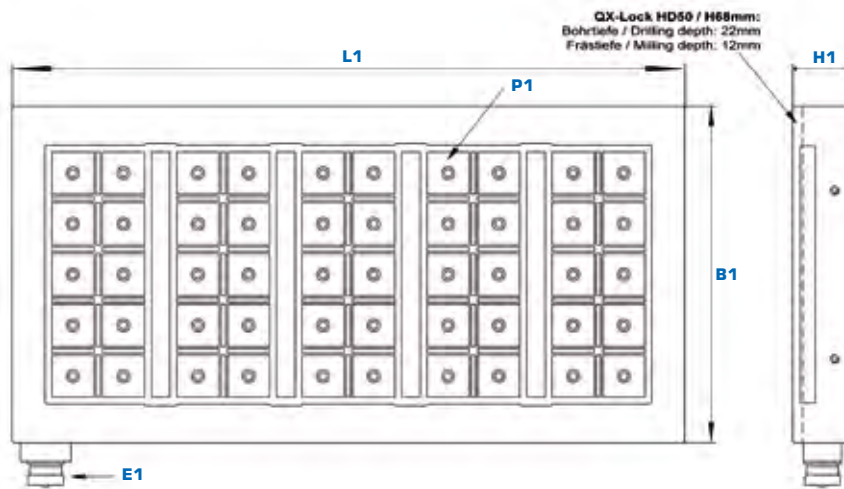 QX-Lock HD50 / H68mm:
Bohrtiefe / Drilling depth: 22mm
Frästiefe / Milling depth: 12mm
L1
H1
P1
B1
E1